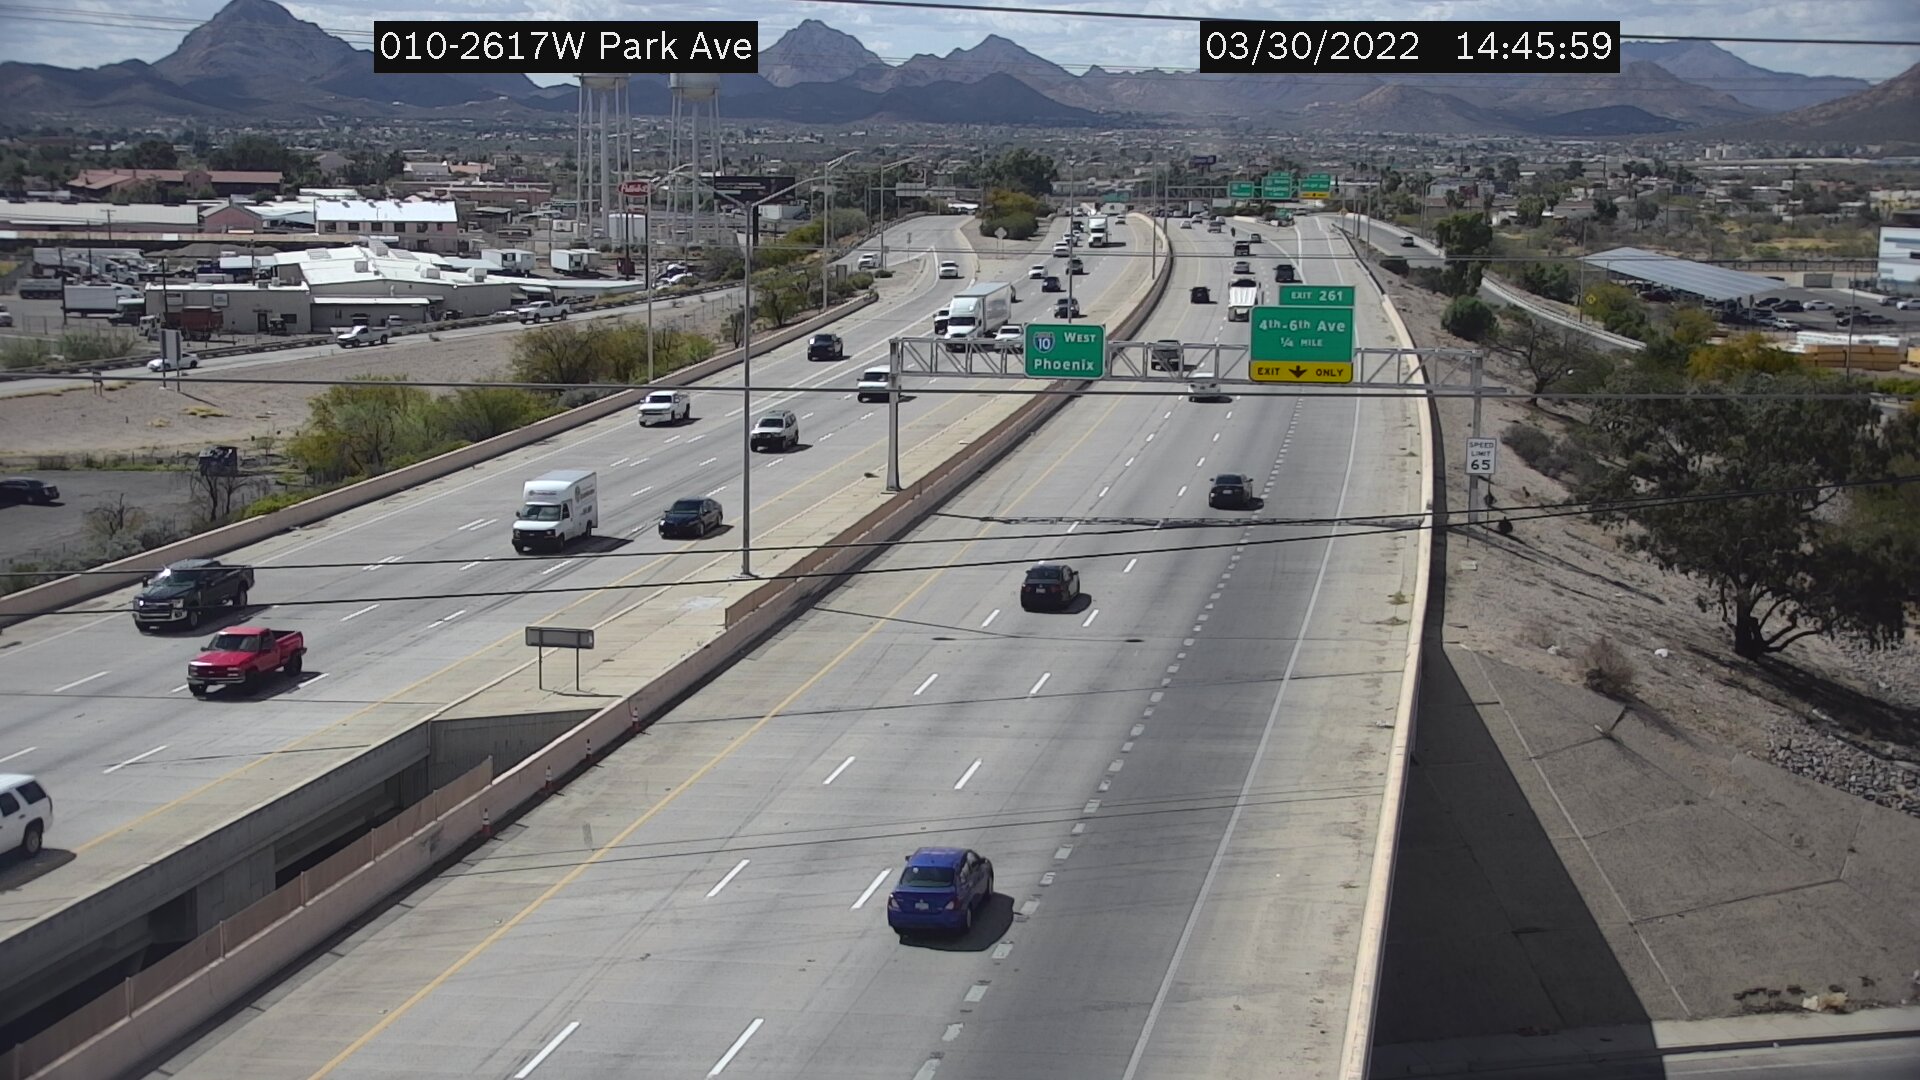 010-2617W Park Ave
03/30/2022 14:45:59
EXIT 261
10 WEST
Phoenix
4th-6th Ave
1/4 MILE
EXIT ONLY
SPEED
LIMIT
65